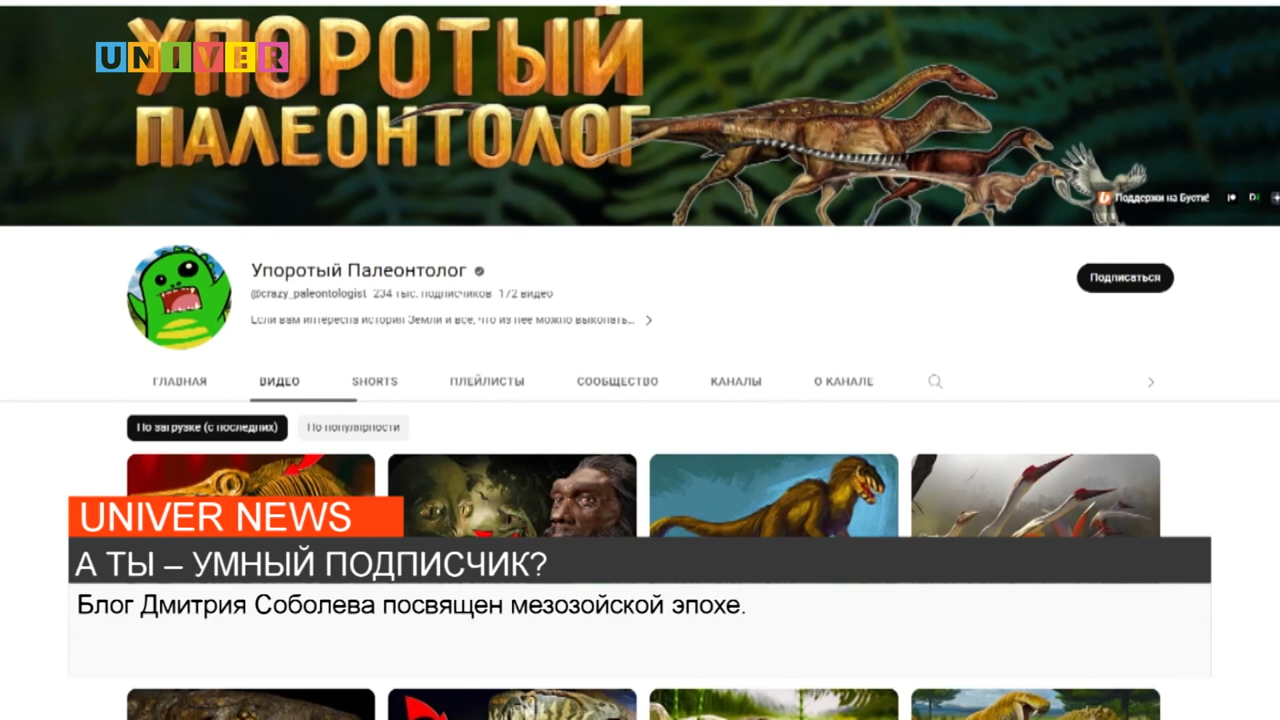 УПОРОТЫЙ
UNIVER
ПАЛЕОНТОЛОГ
Поддержи на Бусти!
Упоротый Палеонтолог
@crazy_paleontologist 234 тыс. подписчиков 172 видео
Если вам интересна история Земли и все, что из нее можно выкопать...
Подписаться
ГЛАВНАЯ ВИДЕО SHORTS ПЛЕЙЛИСТЫ СООБЩЕСТВО КАНАЛЫ О КАНАЛЕ
По загрузке (с последних) По популярности
UNIVER NEWS
А ТЫ – УМНЫЙ ПОДПИСЧИК?
Блог Дмитрия Соболева посвящен мезозойской эпохе.